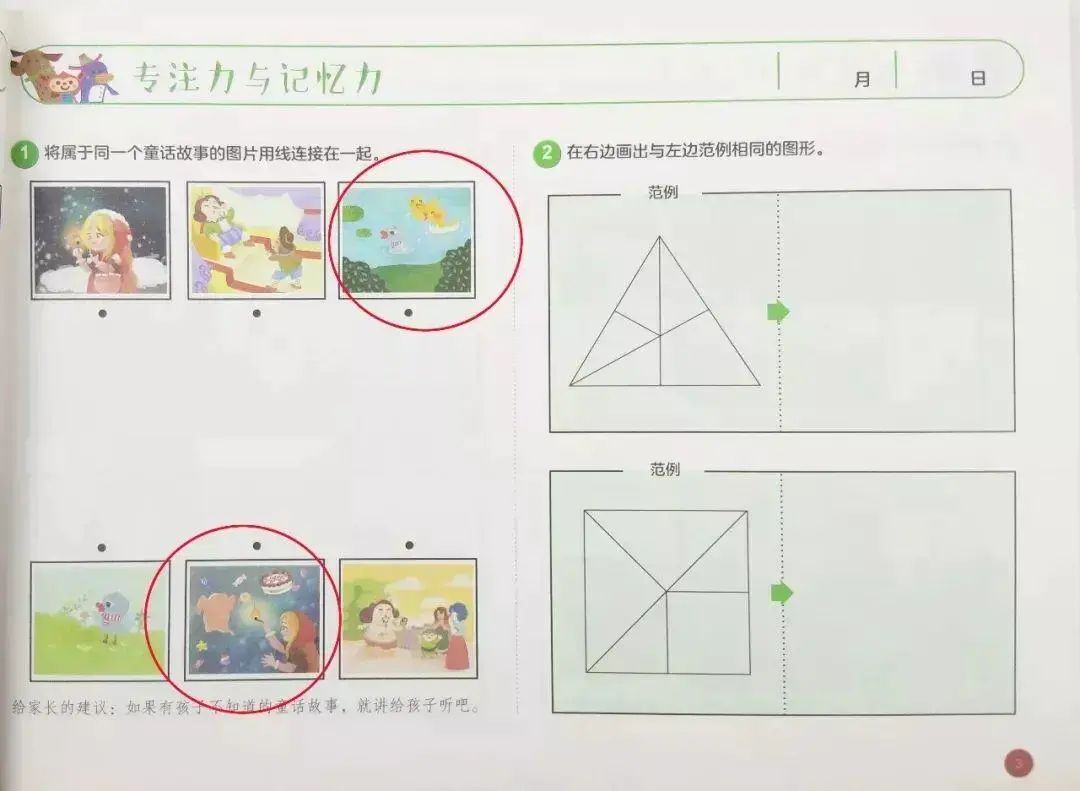 专注力与记忆力
月 日
1 将属于同一个童话故事的图片用线连接在一起。
给家长的建议：如果有孩子不知道的童话故事，就讲给孩子听吧。
2 在右边画出与左边范例相同的图形。
范例
范例
3